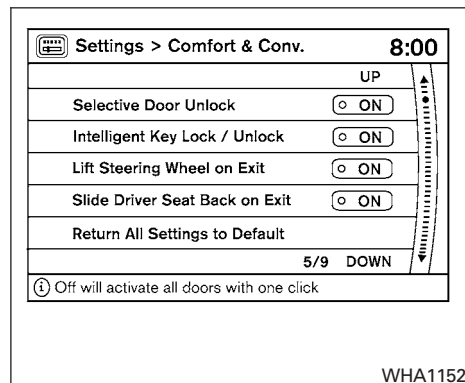 Settings > Comfort & Conv. 8:00
UP
Selective Door Unlock ON
Intelligent Key Lock / Unlock ON
Lift Steering Wheel on Exit ON
Slide Driver Seat Back on Exit ON
Return All Settings to Default
5/9 DOWN
i Off will activate all doors with one click
WHA1152